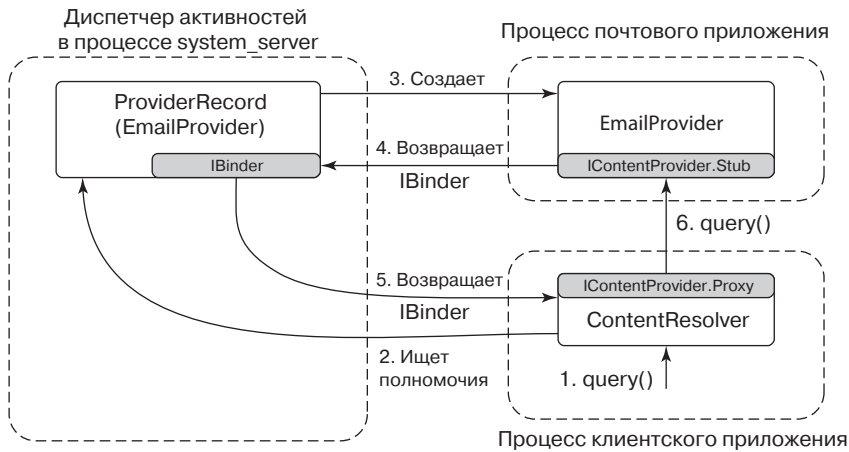 Диспетчер активностей
в процессе system_server
Процесс почтового приложения
ProviderRecord
(EmailProvider)
IBinder
3. Создает
4. Возвращает
IBinder
EmailProvider
IContentProvider.Stub
6. query()
5. Возвращает
IBinder
IContentProvider.Proxy
ContentResolver
2. Ищет
полномочия
1. query()
Процесс клиентского приложения